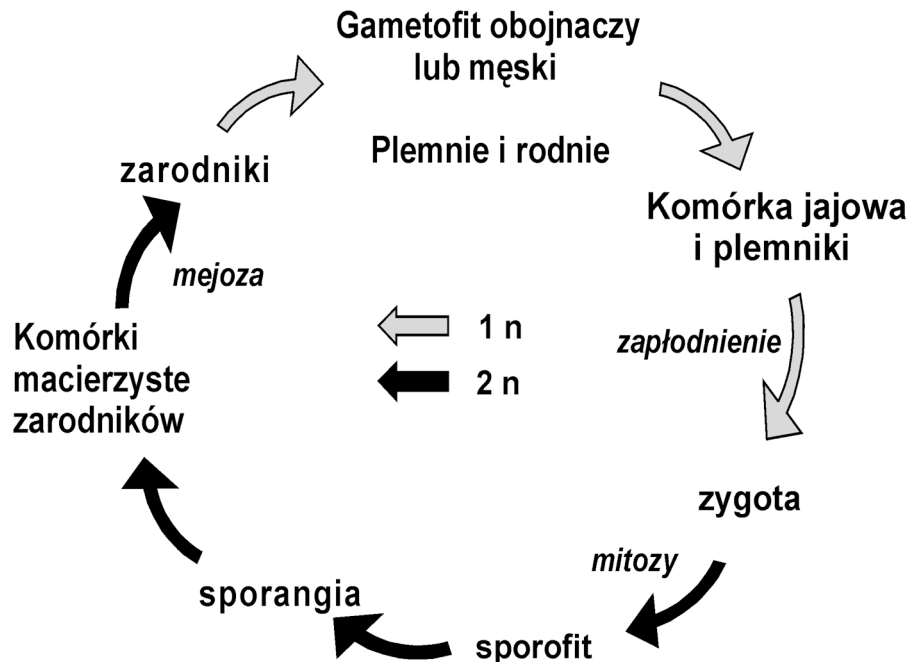 Gametofit obojnaczy
lub męski
Plemnie i rodnie
zarodniki
Komórka jajowa
i plemniki
mejoza
1 n
zapłodnienie
Komórki
macierzyste
zarodników
2 n
zygota
mitozy
sporangia
sporofit